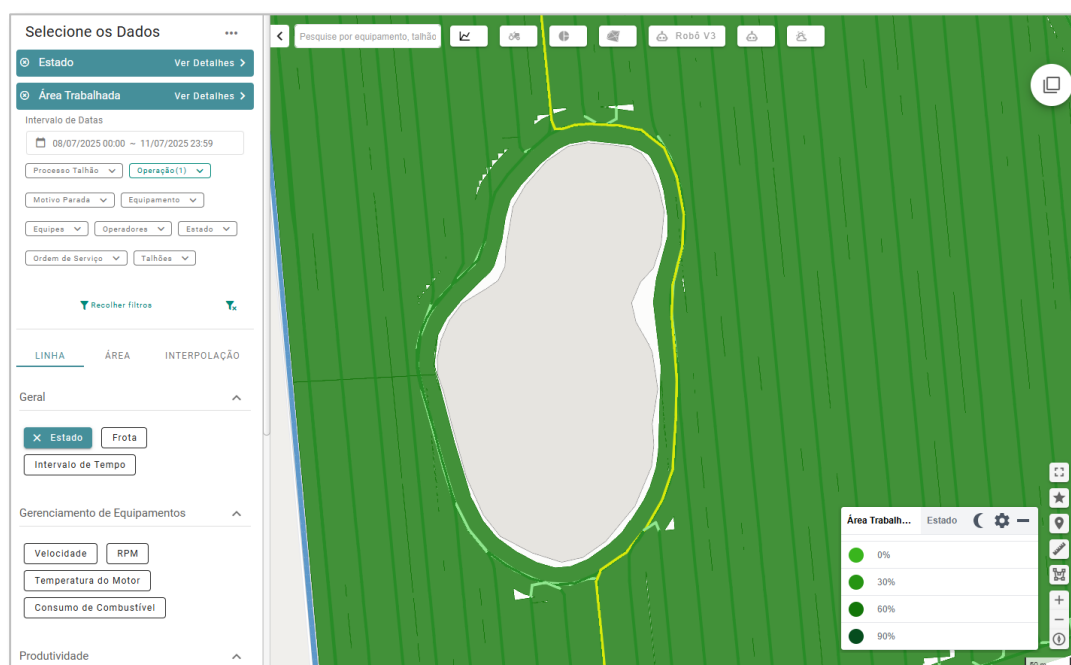 Selecione os Dados
Estado Ver Detalhes
Área Trabalhada Ver Detalhes
Intervalo de Datas
08/07/2025 00:00 ~ 11/07/2025 23:59
Processo Talhão Operação(1)
Motivo Parada Equipamento
Equipes Operadores Estado
Ordem de Serviço Talhões
Recolher filtros
LINHA ÁREA INTERPOLAÇÃO
Geral
Estado Frota
Intervalo de Tempo
Gerenciamento de Equipamentos
Velocidade RPM
Temperatura do Motor
Consumo de Combustível
Produtividade
Pesquise por equipamento, talhão
Robô V3
Área Trabalh... Estado
0%
30%
60%
90%